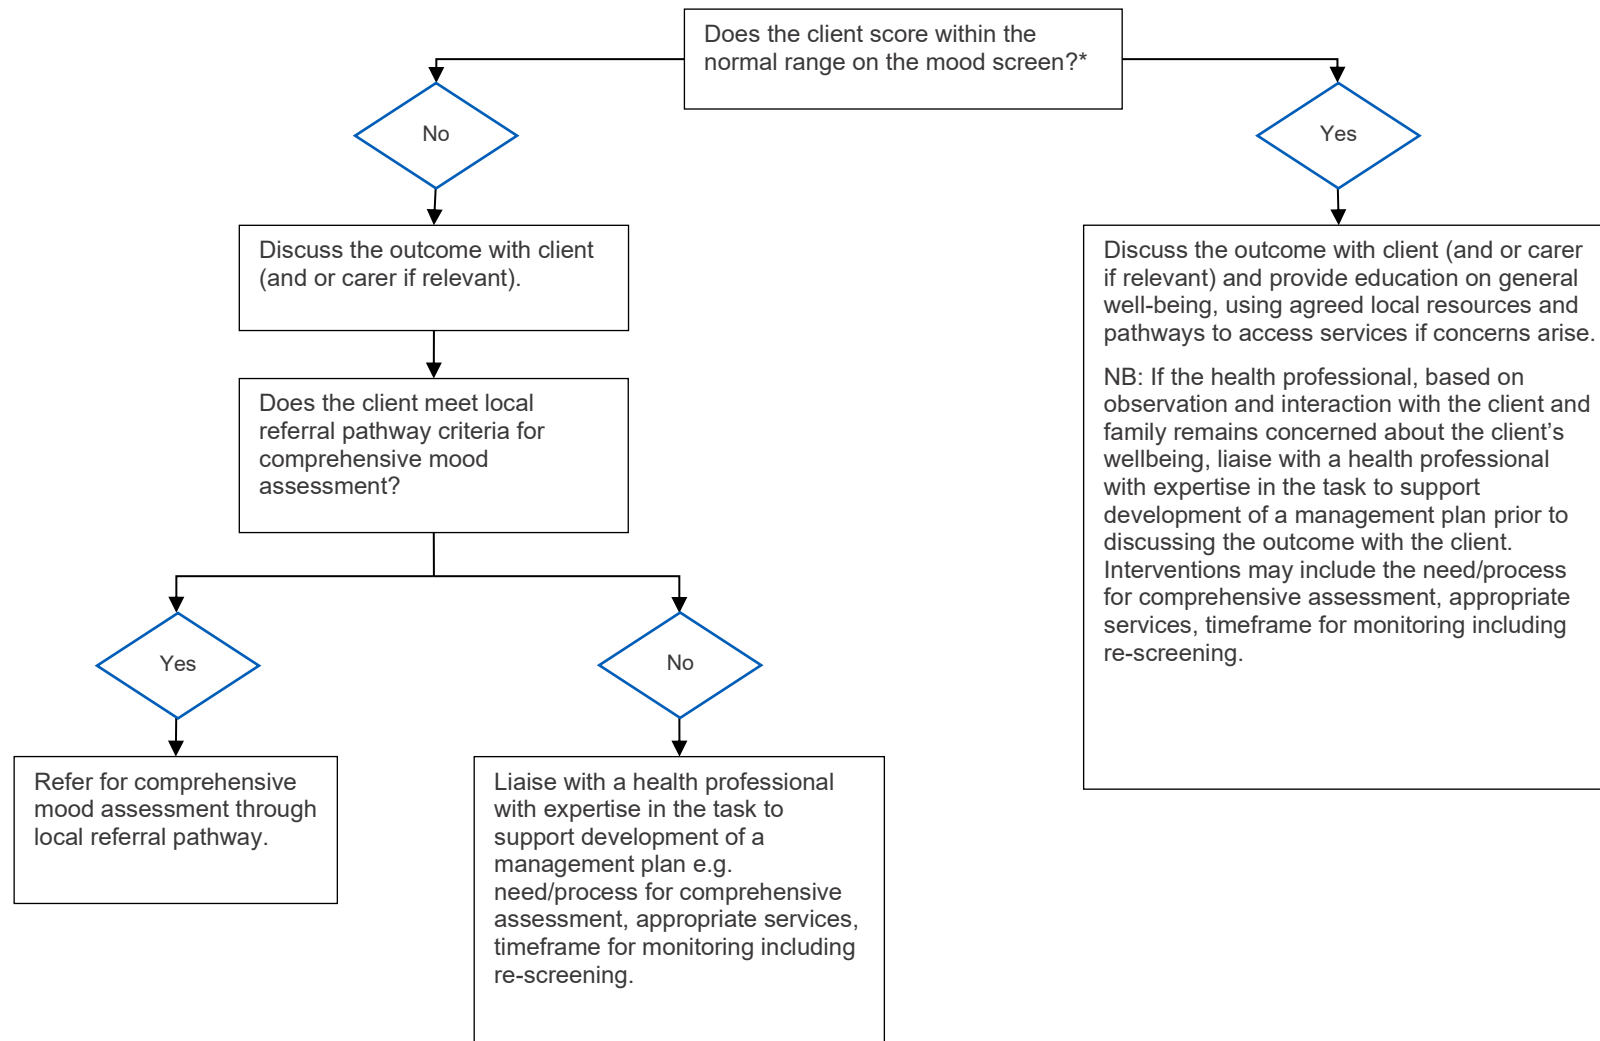 Does the client score within the
normal range on the mood screen?*
No
Yes
Discuss the outcome with client
(and or carer if relevant).
Does the client meet local
referral pathway criteria for
comprehensive mood
assessment?
Yes
No
Refer for comprehensive
mood assessment through
local referral pathway.
Liaise with a health professional
with expertise in the task to
support development of a
management plan e.g.
need/process for comprehensive
assessment, appropriate services,
timeframe for monitoring including
re-screening.
Discuss the outcome with client (and or carer
if relevant) and provide education on general
well-being, using agreed local resources and
pathways to access services if concerns arise.
NB: If the health professional, based on
observation and interaction with the client and
family remains concerned about the client’s
wellbeing, liaise with a health professional
with expertise in the task to support
development of a management plan prior to
discussing the outcome with the client.
Interventions may include the need/process
for comprehensive assessment, appropriate
services, timeframe for monitoring including
re-screening.